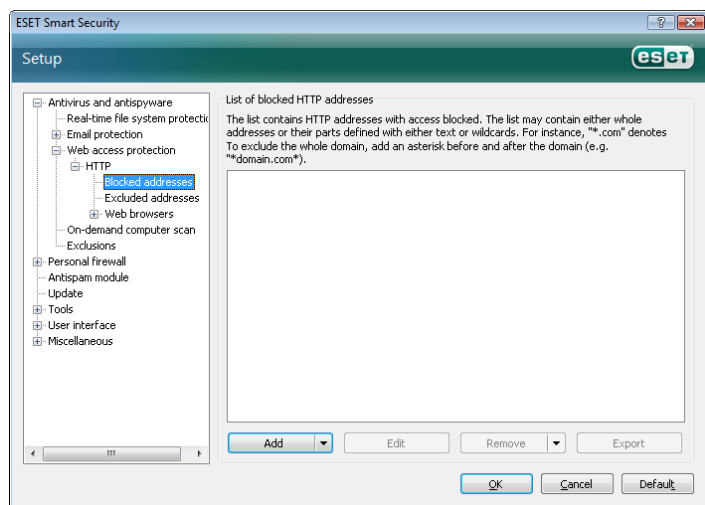 ESET Smart Security
Setup
eset
Antivirus and antispyware
Real-time file system protectic
Email protection
Web access protection
HTTP
Blocked addresses
Excluded addresses
Web browsers
On-demand computer scan
Exclusions
Personal firewall
Antispam module
Update
Tools
User interface
Miscellaneous
List of blocked HTTP addresses
The list contains HTTP addresses with access blocked. The list may contain either whole
addresses or their parts defined with either text or wildcards. For instance, "*.com" denotes
To exclude the whole domain, add an asterisk before and after the domain (e.g.
"*domain.com*).
Add
Edit
Remove
Export
OK
Cancel
Default